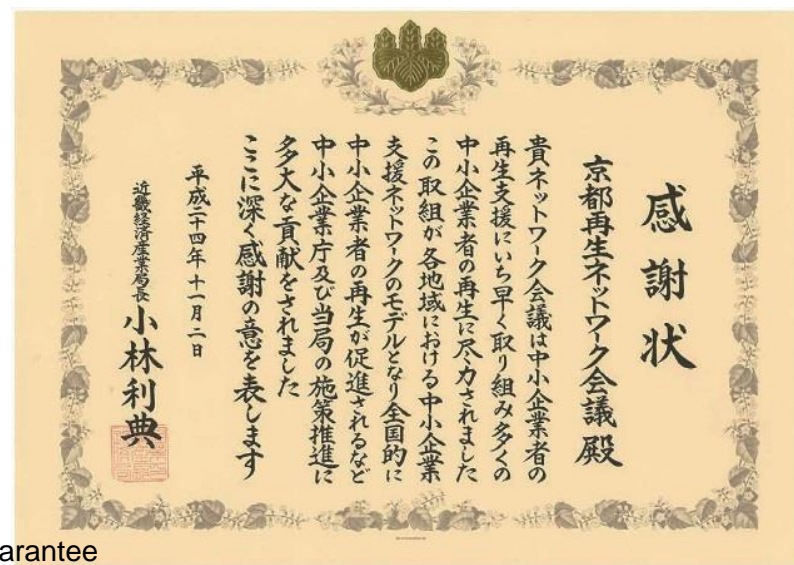 感謝状
京都再生ネットワーク会議殿
貴ネットワーク会議は中小企業者の
再生支援にいち早く取り組み多くの
中小企業者の再生に尽力されました
この取組が各地域における中小企業
支援ネットワークのモデルとなり全国的に
中小企業者の再生が促進されるなど
中小企業庁及び当局の施策推進に
多大な貢献をされました
ここに深く感謝の意を表します
平成二十四年十一月二日
近畿経済産業局長 小林利典
arantee